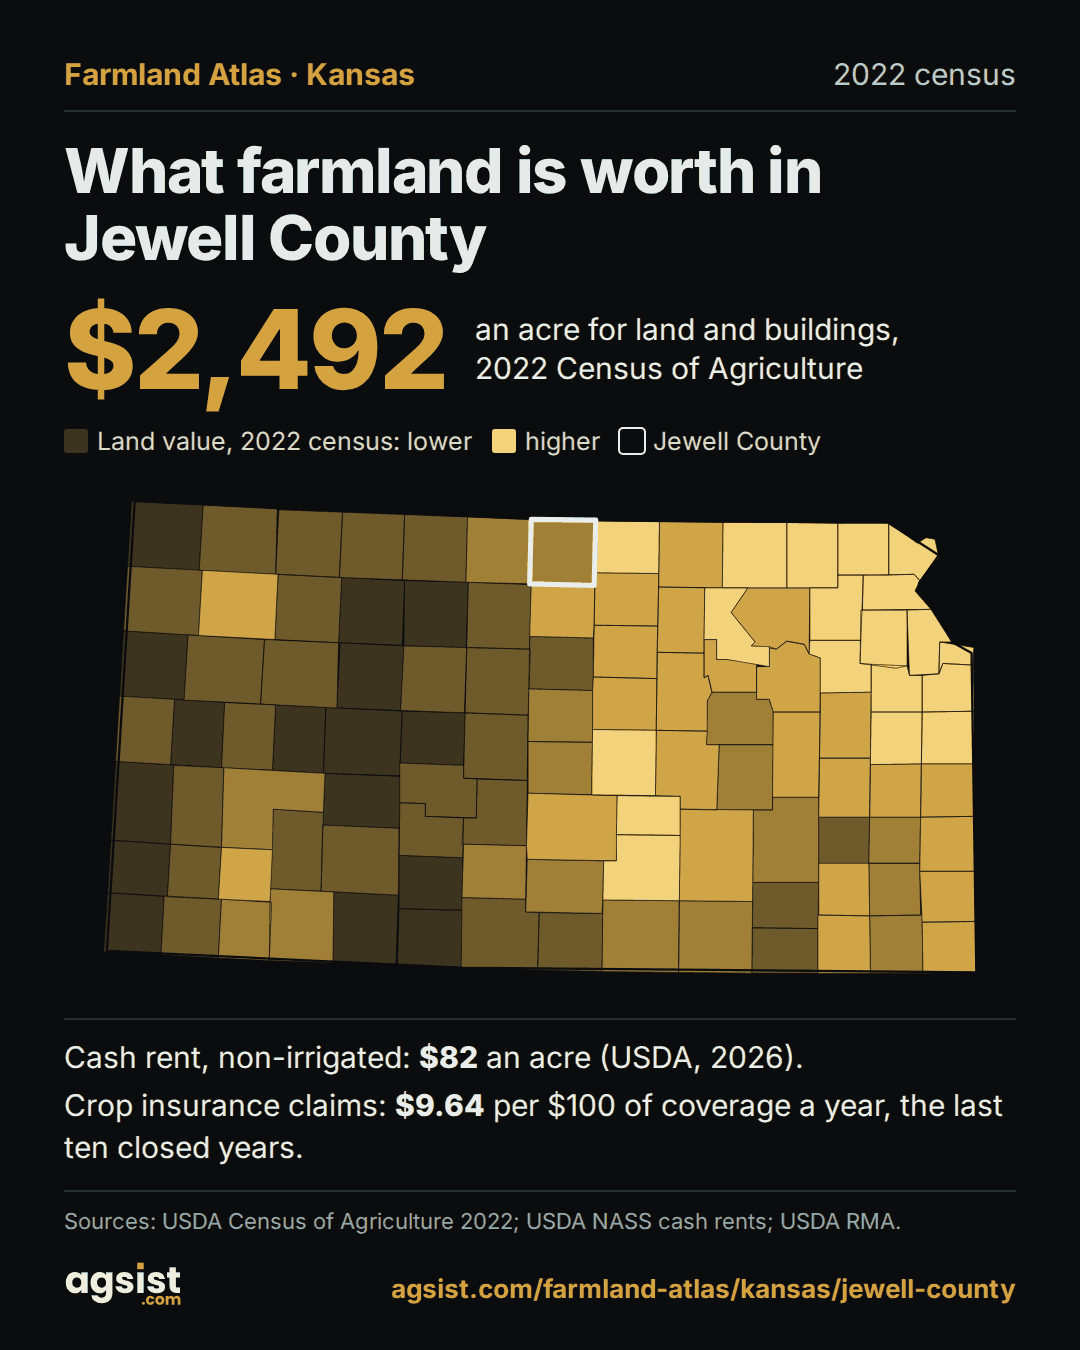 Farmland Atlas · Kansas
2022 census
What farmland is worth in
Jewell County
$2,492
an acre for land and buildings,
2022 Census of Agriculture
Land value, 2022 census: lower
higher
Jewell County
Cash rent, non-irrigated: $82 an acre (USDA, 2026).
Crop insurance claims: $9.64 per $100 of coverage a year, the last
ten closed years.
Sources: USDA Census of Agriculture 2022; USDA NASS cash rents; USDA RMA.
agsist
.com
agsist.com/farmland-atlas/kansas/jewell-county